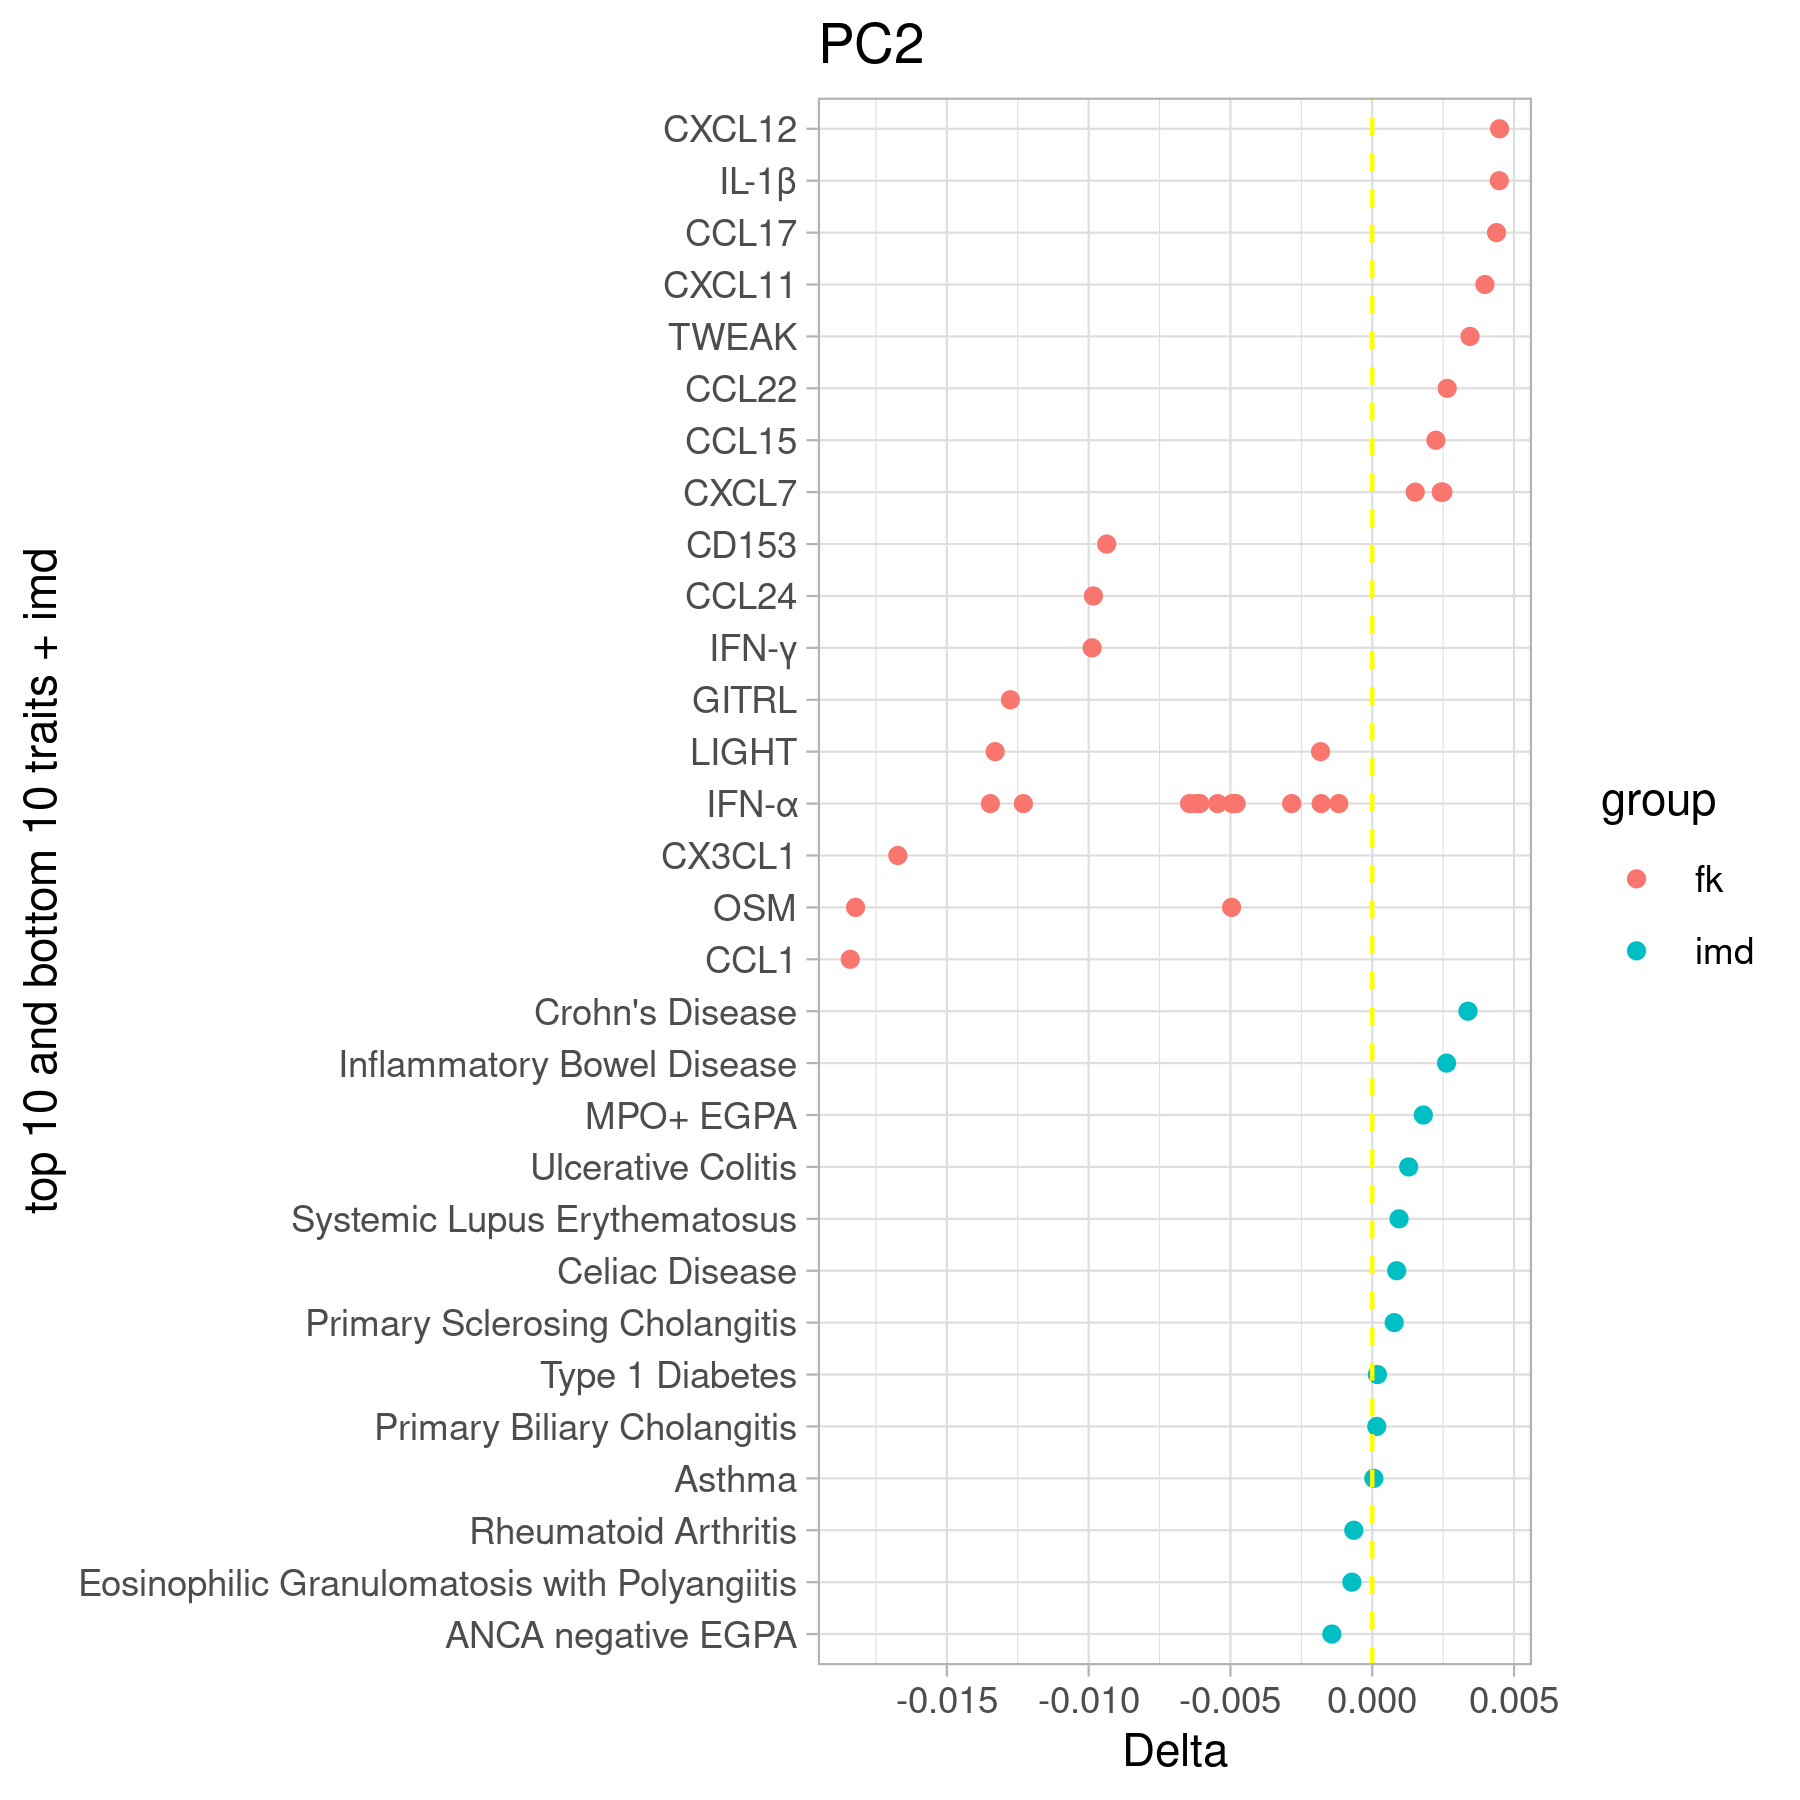 PC2
top 10 and bottom 10 traits + imd
CXCL12
IL-1β
CCL17
CXCL11
TWEAK
CCL22
CCL15
CXCL7
CD153
CCL24
IFN-γ
GITRL
LIGHT
IFN-α
CX3CL1
OSM
CCL1
Crohn's Disease
Inflammatory Bowel Disease
MPO+ EGPA
Ulcerative Colitis
Systemic Lupus Erythematosus
Celiac Disease
Primary Sclerosing Cholangitis
Type 1 Diabetes
Primary Biliary Cholangitis
Asthma
Rheumatoid Arthritis
Eosinophilic Granulomatosis with Polyangiitis
ANCA negative EGPA
-0.015 -0.010 -0.005 0.000 0.005
Delta
group
fk
imd